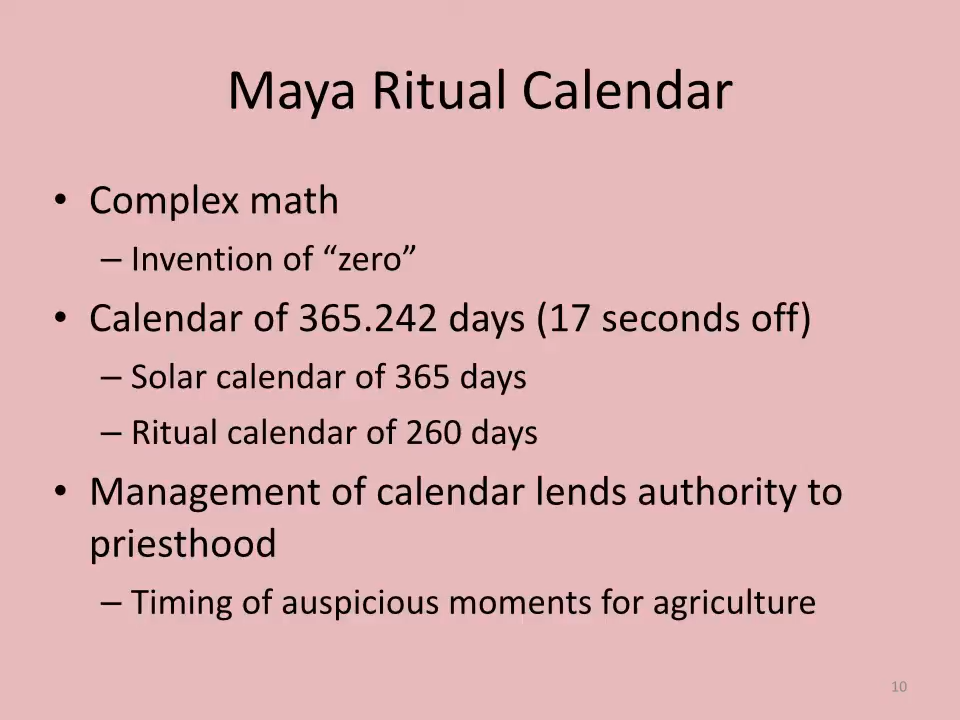 Maya Ritual Calendar
• Complex math
– Invention of “zero”
• Calendar of 365.242 days (17 seconds off)
– Solar calendar of 365 days
– Ritual calendar of 260 days
• Management of calendar lends authority to
priesthood
– Timing of auspicious moments for agriculture
10